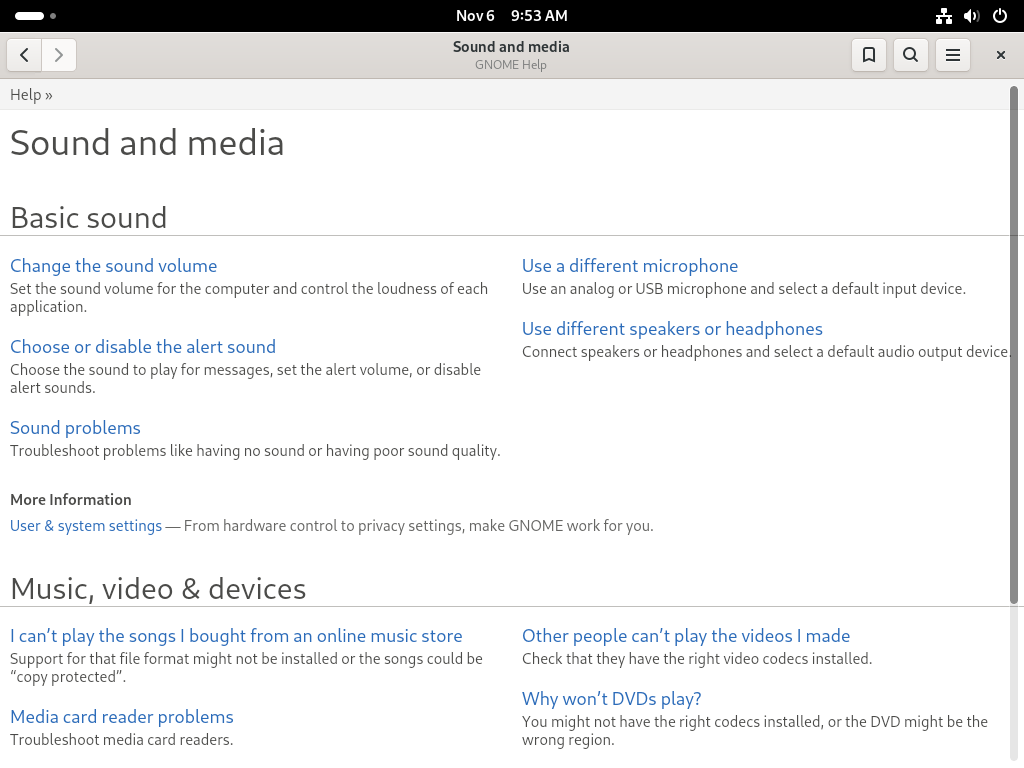 Nov 6 9:53 AM
Sound and media
GNOME Help
Help »
Sound and media
Basic sound
Change the sound volume
Set the sound volume for the computer and control the loudness of each
application.
Choose or disable the alert sound
Choose the sound to play for messages, set the alert volume, or disable
alert sounds.
Sound problems
Troubleshoot problems like having no sound or having poor sound quality.
Use a different microphone
Use an analog or USB microphone and select a default input device.
Use different speakers or headphones
Connect speakers or headphones and select a default audio output device.
More Information
User & system settings — From hardware control to privacy settings, make GNOME work for you.
Music, video & devices
I can’t play the songs I bought from an online music store
Support for that file format might not be installed or the songs could be
“copy protected”.
Media card reader problems
Troubleshoot media card readers.
Other people can’t play the videos I made
Check that they have the right video codecs installed.
Why won’t DVDs play?
You might not have the right codecs installed, or the DVD might be the
wrong region.